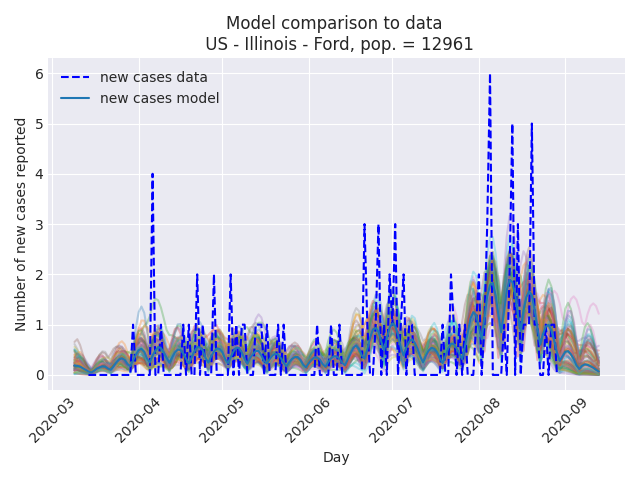 Model comparison to data
US - Illinois - Ford, pop. = 12961
new cases data
new cases model
Number of new cases reported
6
5
4
3
2
1
0
2020-03
2020-04
2020-05
2020-06
2020-07
2020-08
2020-09
Day